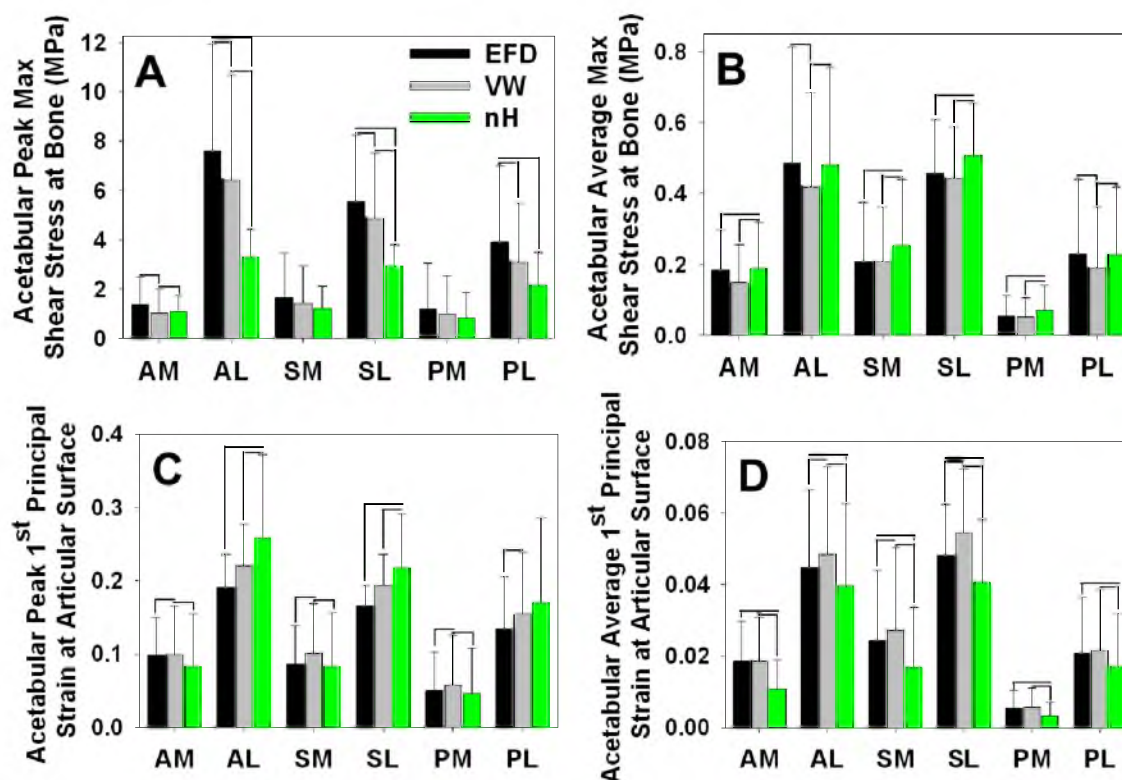 Acetabular Peak Max
Shear Stress at Bone (MPa)
12
10
8
6
4
2
0
A
EFD
VW
nH
AM AL SM SL PM PL
Acetabular Average Max
Shear Stress at Bone (MPa)
0.8
0.6
0.4
0.2
0.0
B
AM AL SM SL PM PL
Acetabular Peak 1st Principal
Strain at Articular Surface
0.4
0.3
0.2
0.1
0.0
C
AM AL SM SL PM PL
Acetabular Average 1st Principal
Strain at Articular Surface
0.08
0.06
0.04
0.02
0.00
D
AM AL SM SL PM PL